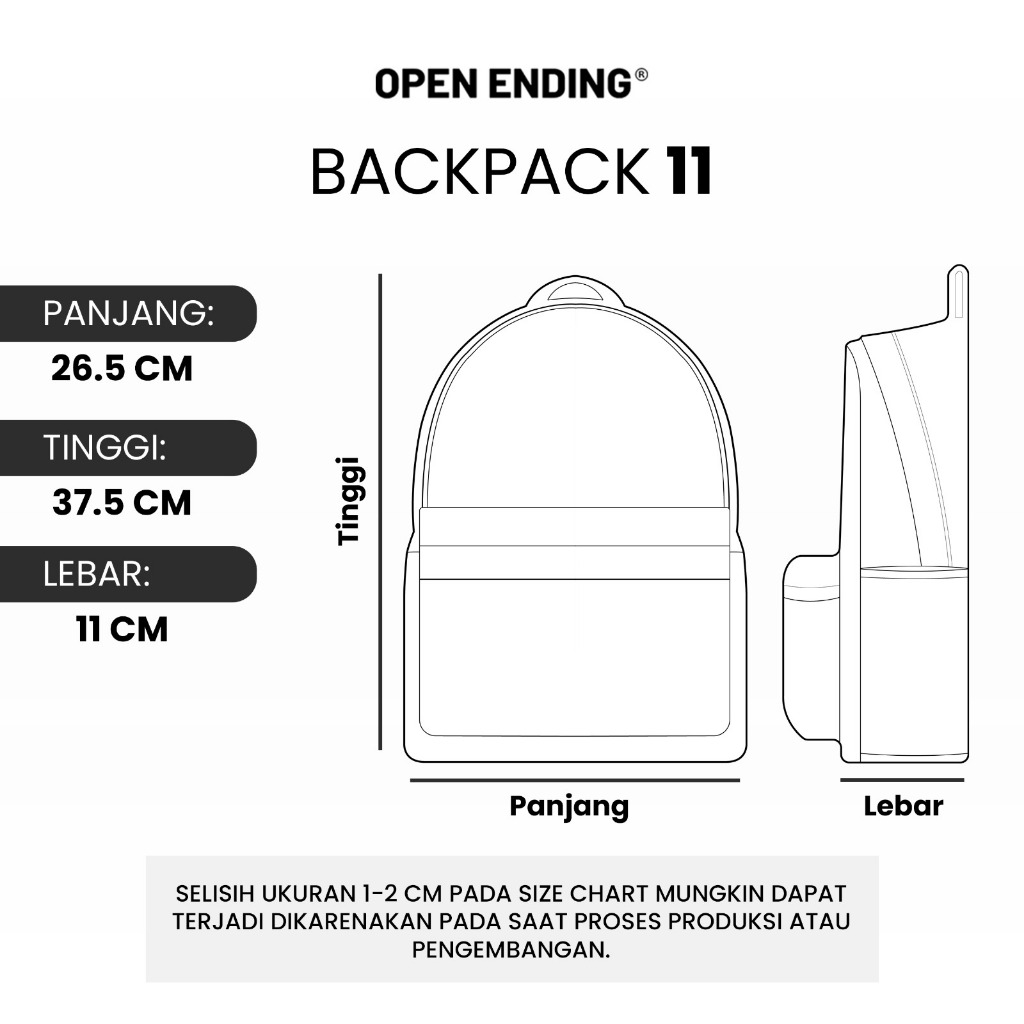 OPEN ENDING®
BACKPACK 11
PANJANG:
26.5 CM
TINGGI:
37.5 CM
LEBAR:
11 CM
Tinggi
Panjang
Lebar
SELISIH UKURAN 1-2 CM PADA SIZE CHART MUNGKIN DAPAT
TERJADI DIKARENAKAN PADA SAAT PROSES PRODUKSI ATAU
PENGEMBANGAN.